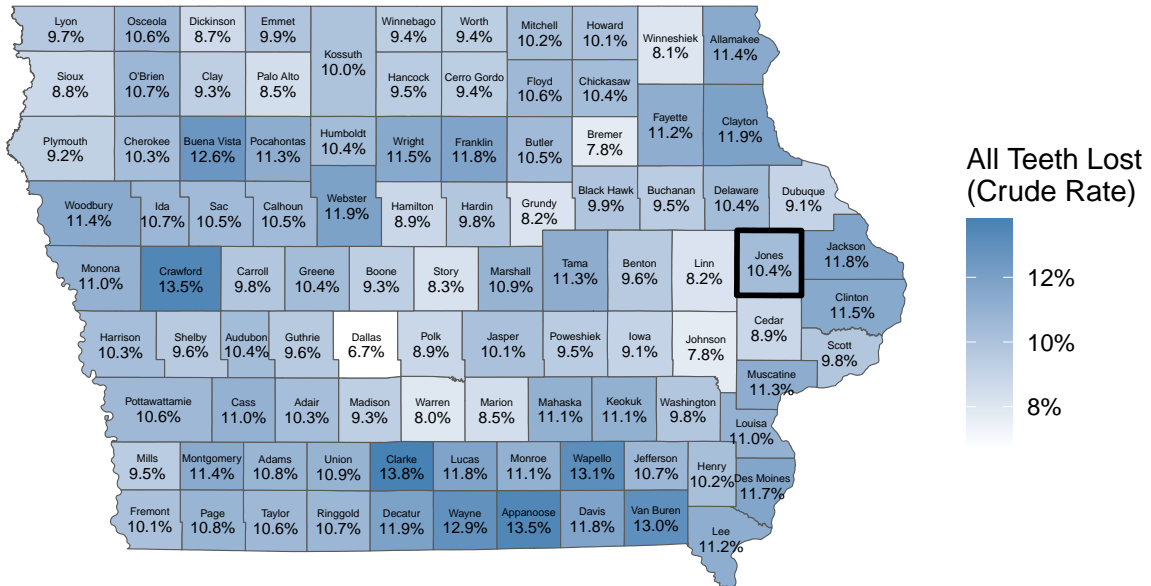 Lyon
9.7%
Osceola
10.6%
Dickinson
8.7%
Emmet
9.9%
Kossuth
10.0%
Winnebago
9.4%
Worth
9.4%
Mitchell
10.2%
Howard
10.1%
Winneshiek
8.1%
Allamakee
11.4%
Sioux
8.8%
O'Brien
10.7%
Clay
9.3%
Palo Alto
8.5%
Hancock
9.5%
Cerro Gordo
9.4%
Floyd
10.6%
Chickasaw
10.4%
Fayette
11.2%
Clayton
11.9%
Plymouth
9.2%
Cherokee
10.3%
Buena Vista
12.6%
Pocahontas
11.3%
Humboldt
10.4%
Wright
11.5%
Franklin
11.8%
Butler
10.5%
Bremer
7.8%
Woodbury
11.4%
Ida
10.7%
Sac
10.5%
Calhoun
10.5%
Webster
11.9%
Hamilton
8.9%
Hardin
9.8%
Grundy
8.2%
Black Hawk
9.9%
Buchanan
9.5%
Delaware
10.4%
Dubuque
9.1%
Monona
11.0%
Crawford
13.5%
Carroll
9.8%
Greene
10.4%
Boone
9.3%
Story
8.3%
Marshall
10.9%
Tama
11.3%
Benton
9.6%
Linn
8.2%
Jones
10.4%
Jackson
11.8%
Clinton
11.5%
Harrison
10.3%
Shelby
9.6%
Audubon
10.4%
Guthrie
9.6%
Dallas
6.7%
Polk
8.9%
Jasper
10.1%
Poweshiek
9.5%
Iowa
9.1%
Johnson
7.8%
Cedar
8.9%
Scott
9.8%
Muscatine
11.3%
Pottawattamie
10.6%
Cass
11.0%
Adair
10.3%
Madison
9.3%
Warren
8.0%
Marion
8.5%
Mahaska
11.1%
Keokuk
11.1%
Washington
9.8%
Louisa
11.0%
Mills
9.5%
Montgomery
11.4%
Adams
10.8%
Union
10.9%
Clarke
13.8%
Lucas
11.8%
Monroe
11.1%
Wapello
13.1%
Jefferson
10.7%
Henry
10.2%
Des Moines
11.7%
Fremont
10.1%
Page
10.8%
Taylor
10.6%
Ringgold
10.7%
Decatur
11.9%
Wayne
12.9%
Appanoose
13.5%
Davis
11.8%
Van Buren
13.0%
Lee
11.2%
All Teeth Lost
(Crude Rate)
12%
10%
8%